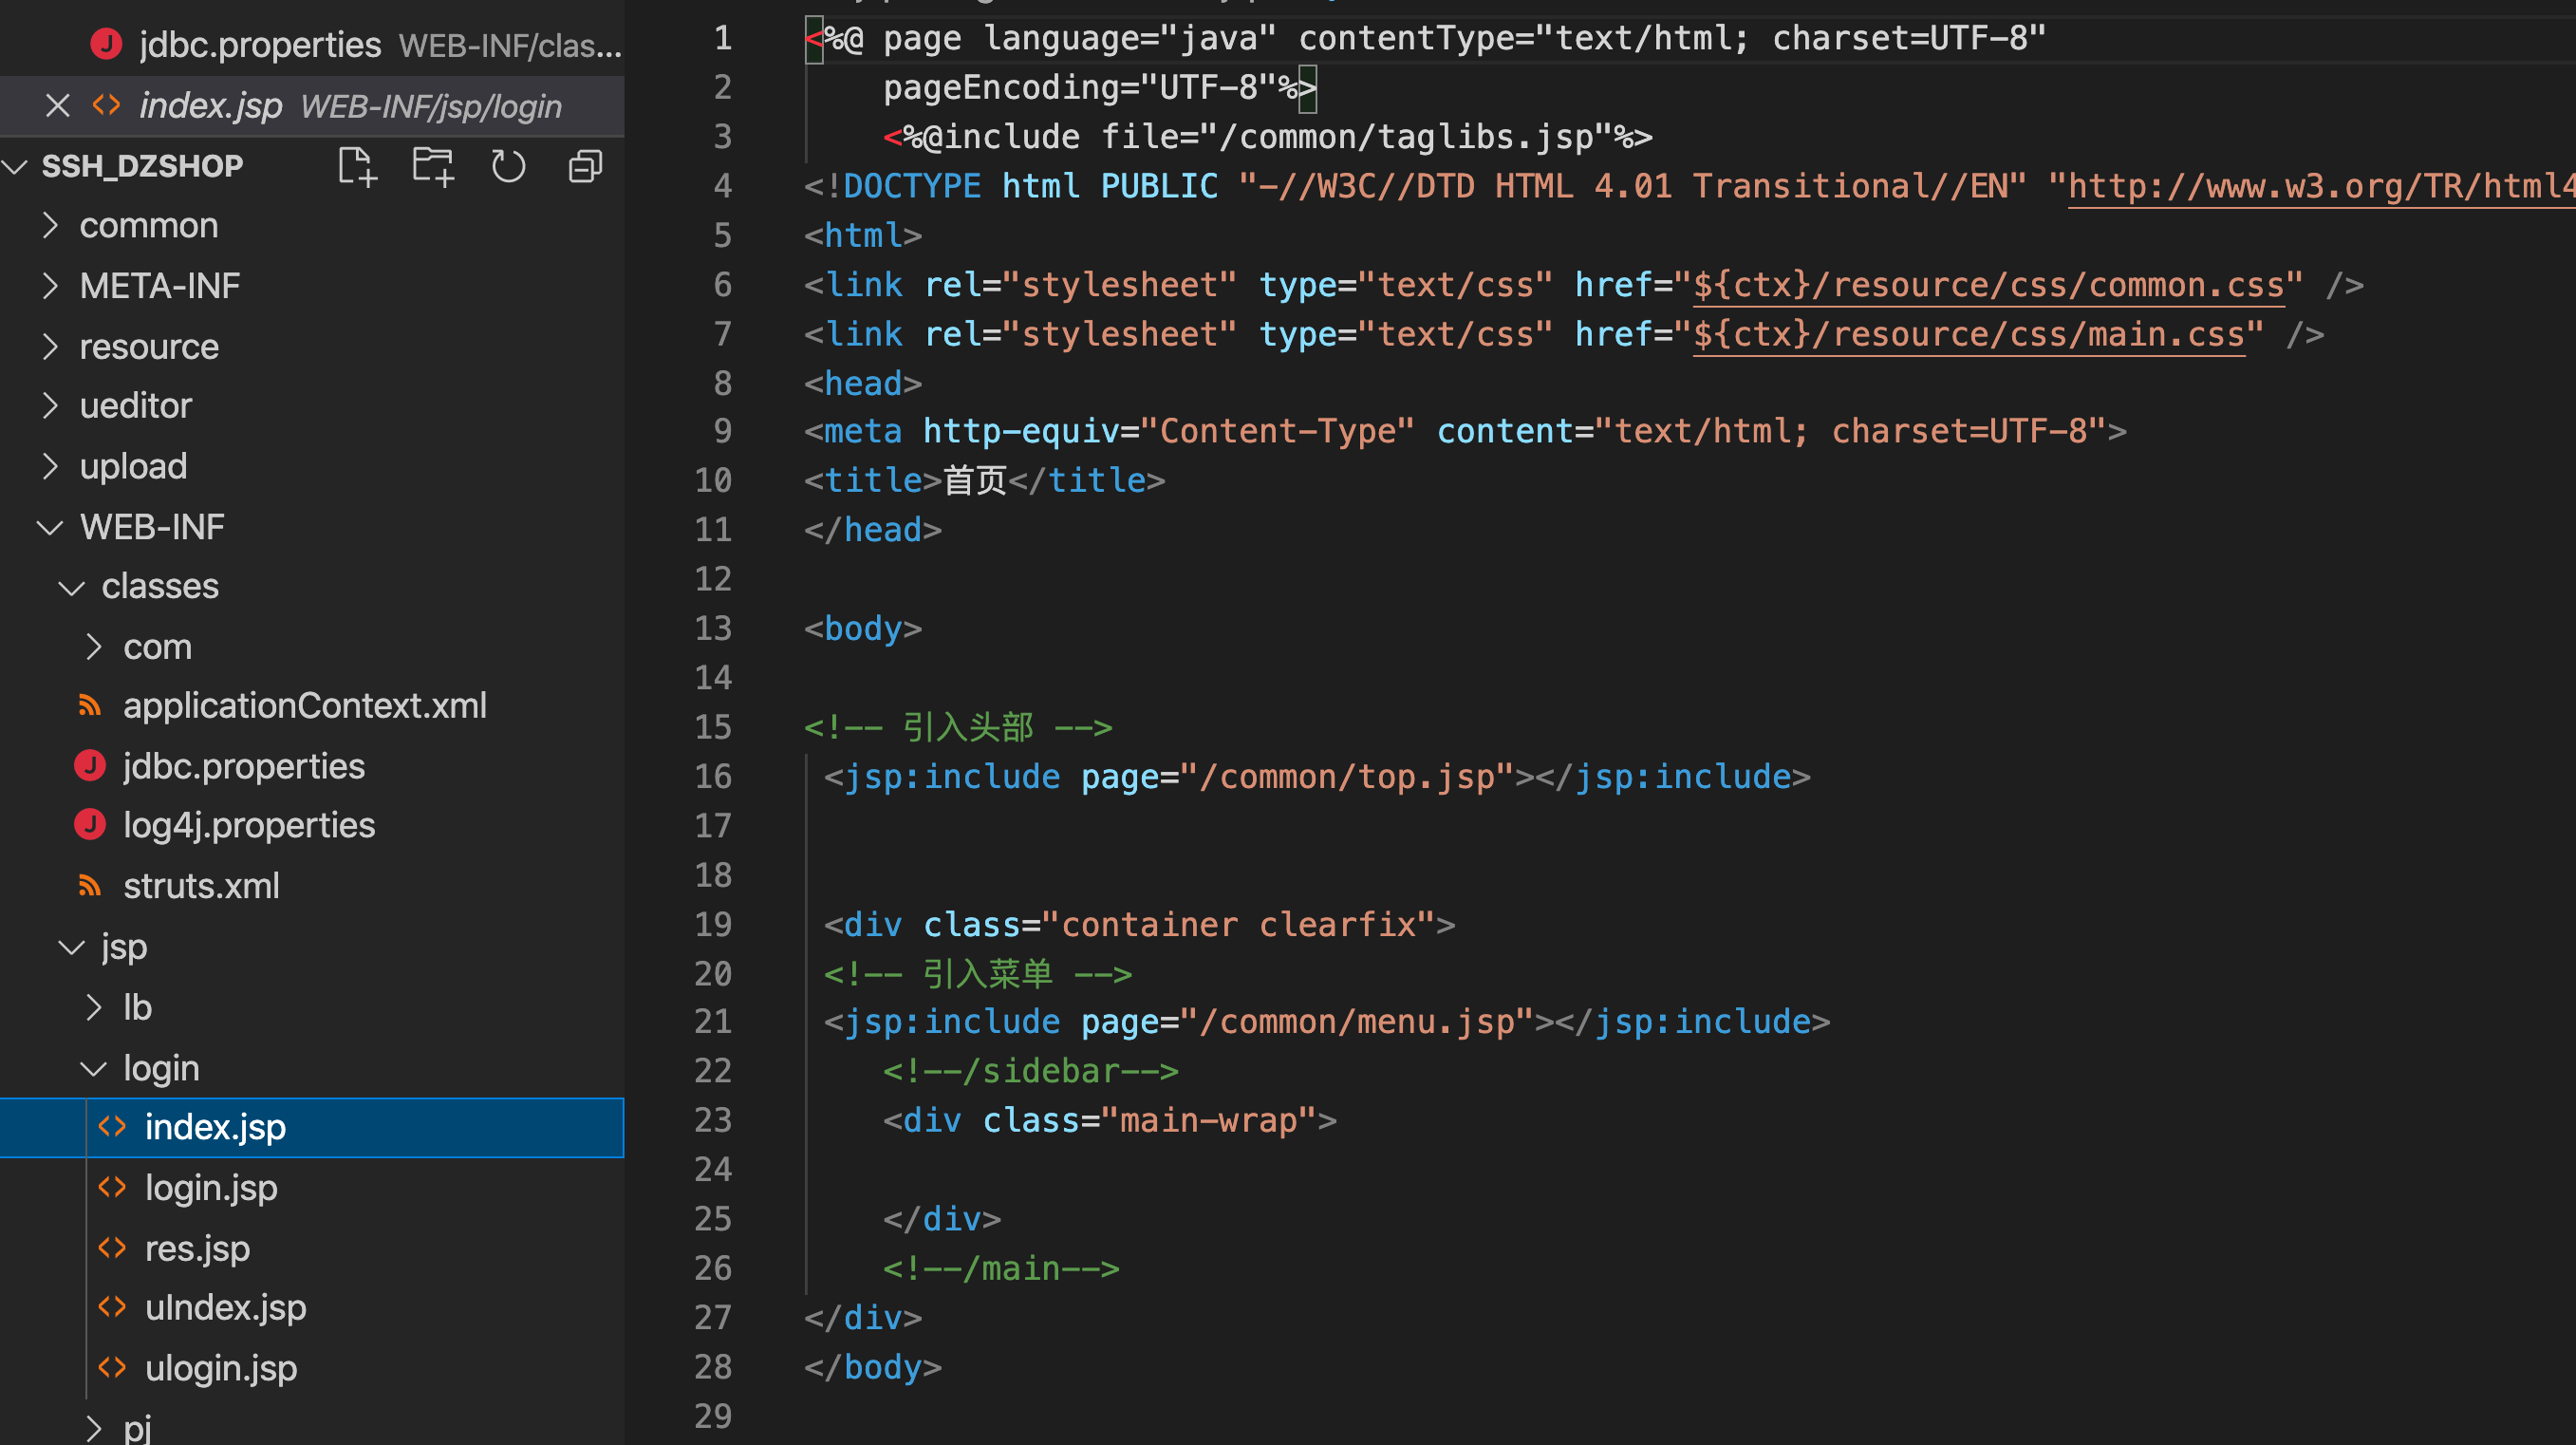 jdbc.properties WEB-INF/clas...
index.jsp WEB-INF/jsp/login
SSH_DZSHOP
common
META-INF
resource
ueditor
upload
WEB-INF
classes
com
applicationContext.xml
jdbc.properties
log4j.properties
struts.xml
jsp
lb
login
index.jsp
login.jsp
res.jsp
uIndex.jsp
ulogin.jsp
pj
1 <%@ page language="java" contentType="text/html; charset=UTF-8"
2 pageEncoding="UTF-8"%>
3 <%@include file="/common/taglibs.jsp"%>
4 <!DOCTYPE html PUBLIC "-//W3C//DTD HTML 4.01 Transitional//EN" "http://www.w3.org/TR/html4
5 <html>
6 <link rel="stylesheet" type="text/css" href="${ctx}/resource/css/common.css" />
7 <link rel="stylesheet" type="text/css" href="${ctx}/resource/css/main.css" />
8 <head>
9 <meta http-equiv="Content-Type" content="text/html; charset=UTF-8">
10 <title>首页</title>
11 </head>
12
13 <body>
14
15 <!-- 引入头部 -->
16 <jsp:include page="/common/top.jsp"></jsp:include>
17
18
19 <div class="container clearfix">
20 <!-- 引入菜单 -->
21 <jsp:include page="/common/menu.jsp"></jsp:include>
22 <!--/sidebar-->
23 <div class="main-wrap">
24
25 </div>
26 <!--/main-->
27 </div>
28 </body>
29